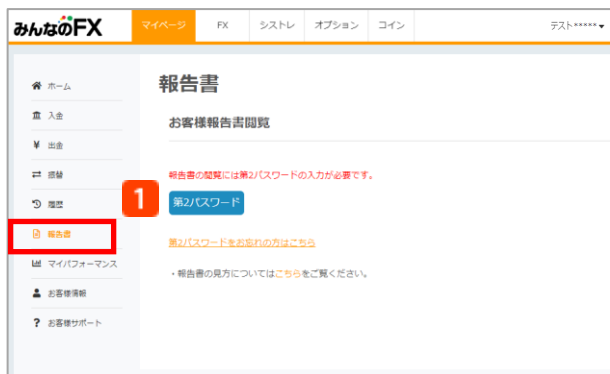 みんなのFX
マイページ FX シストレ オプション コイン テスト*****
ホーム
入金
出金
振替
履歴
報告書
マイパフォーマンス
お客様情報
お客様サポート
報告書
お客様報告書閲覧
報告書の閲覧には第2パスワードの入力が必要です。
1 第2パスワード
第2パスワードをお忘れの方はこちら
・報告書の見方についてはこちらをご覧ください。